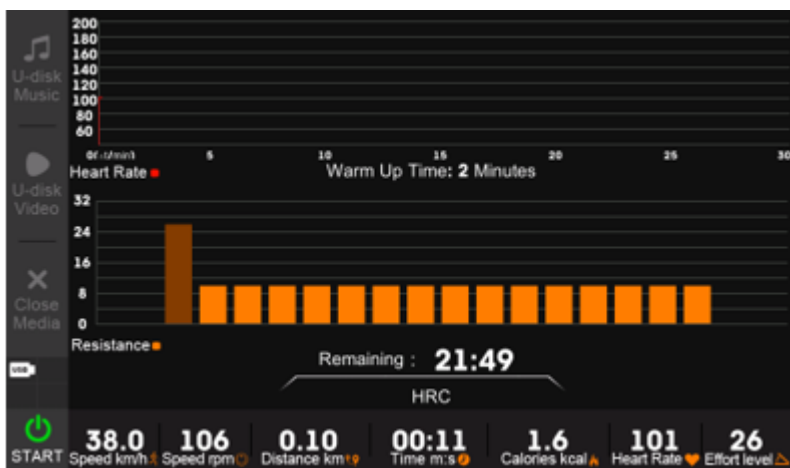 200
180
160
140
120
100
80
60
5 10 15 20 25 30
Heart Rate
Warm Up Time: 2 Minutes
U-disk
Music
U-disk
Video
Close
Media
32
24
16
8
0
Resistance
Remaining : 21:49
HRC
USB
START
38.0 106 0.10 00:11 1.6 101 26
Speed km/h Speed rpm Distance km Time m:s Calories kcal Heart Rate Effort level